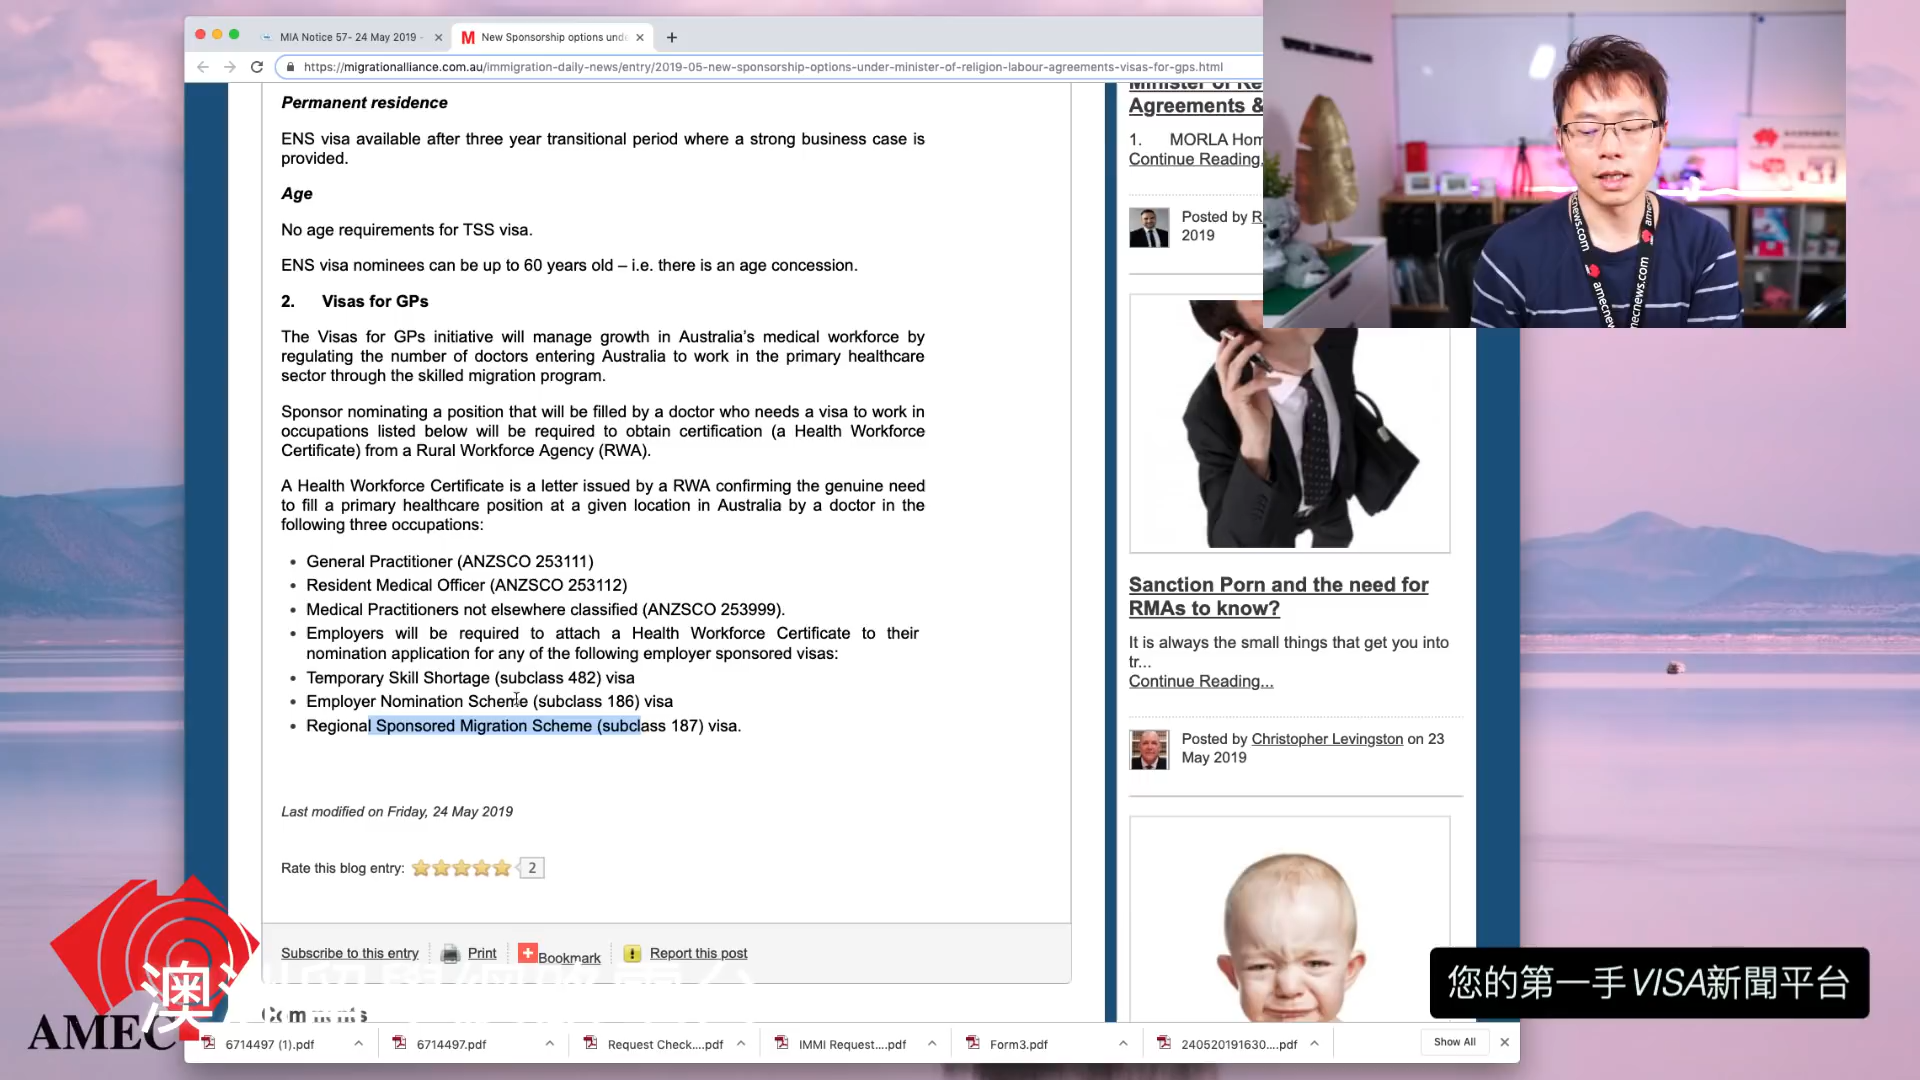 MIA Notice 57- 24 May 2019 -
New Sponsorship options unde
https://migrationalliance.com.au/immigration-daily-news/entry/2019-05-new-sponsorship-options-under-minister-of-religion-labour-agreements-visas-for-gps.html
Permanent residence
ENS visa available after three year transitional period where a strong business case is
provided.
Age
No age requirements for TSS visa.
ENS visa nominees can be up to 60 years old – i.e. there is an age concession.
2. Visas for GPs
The Visas for GPs initiative will manage growth in Australia's medical workforce by
regulating the number of doctors entering Australia to work in the primary healthcare
sector through the skilled migration program.
Sponsor nominating a position that will be filled by a doctor who needs a visa to work in
occupations listed below will be required to obtain certification (a Health Workforce
Certificate) from a Rural Workforce Agency (RWA).
A Health Workforce Certificate is a letter issued by a RWA confirming the genuine need
to fill a primary healthcare position at a given location in Australia by a doctor in the
following three occupations:
• General Practitioner (ANZSCO 253111)
• Resident Medical Officer (ANZSCO 253112)
• Medical Practitioners not elsewhere classified (ANZSCO 253999).
• Employers will be required to attach a Health Workforce Certificate to their
nomination application for any of the following employer sponsored visas:
• Temporary Skill Shortage (subclass 482) visa
• Employer Nomination Scheme (subclass 186) visa
• Regional Sponsored Migration Scheme (subclass 187) visa.
Last modified on Friday, 24 May 2019
Rate this blog entry:
2
Subscribe to this entry
Print
Bookmark
Report this post
Comments
Minister of Re
Agreements &
1. MORLA Hom
Continue Reading
Posted by R
2019
Sanction Porn and the need for
RMAs to know?
It is always the small things that get you into
tr...
Continue Reading...
Posted by Christopher Levingston on 23
May 2019
amecnews.com
amecnew
ecnews.com
澳
AMEC
您的第一手VISA新聞平台
6714497 (1).pdf
6714497.pdf
Request Check....pdf
IMMI Request....pdf
Form3.pdf
240520191630....pdf
Show All